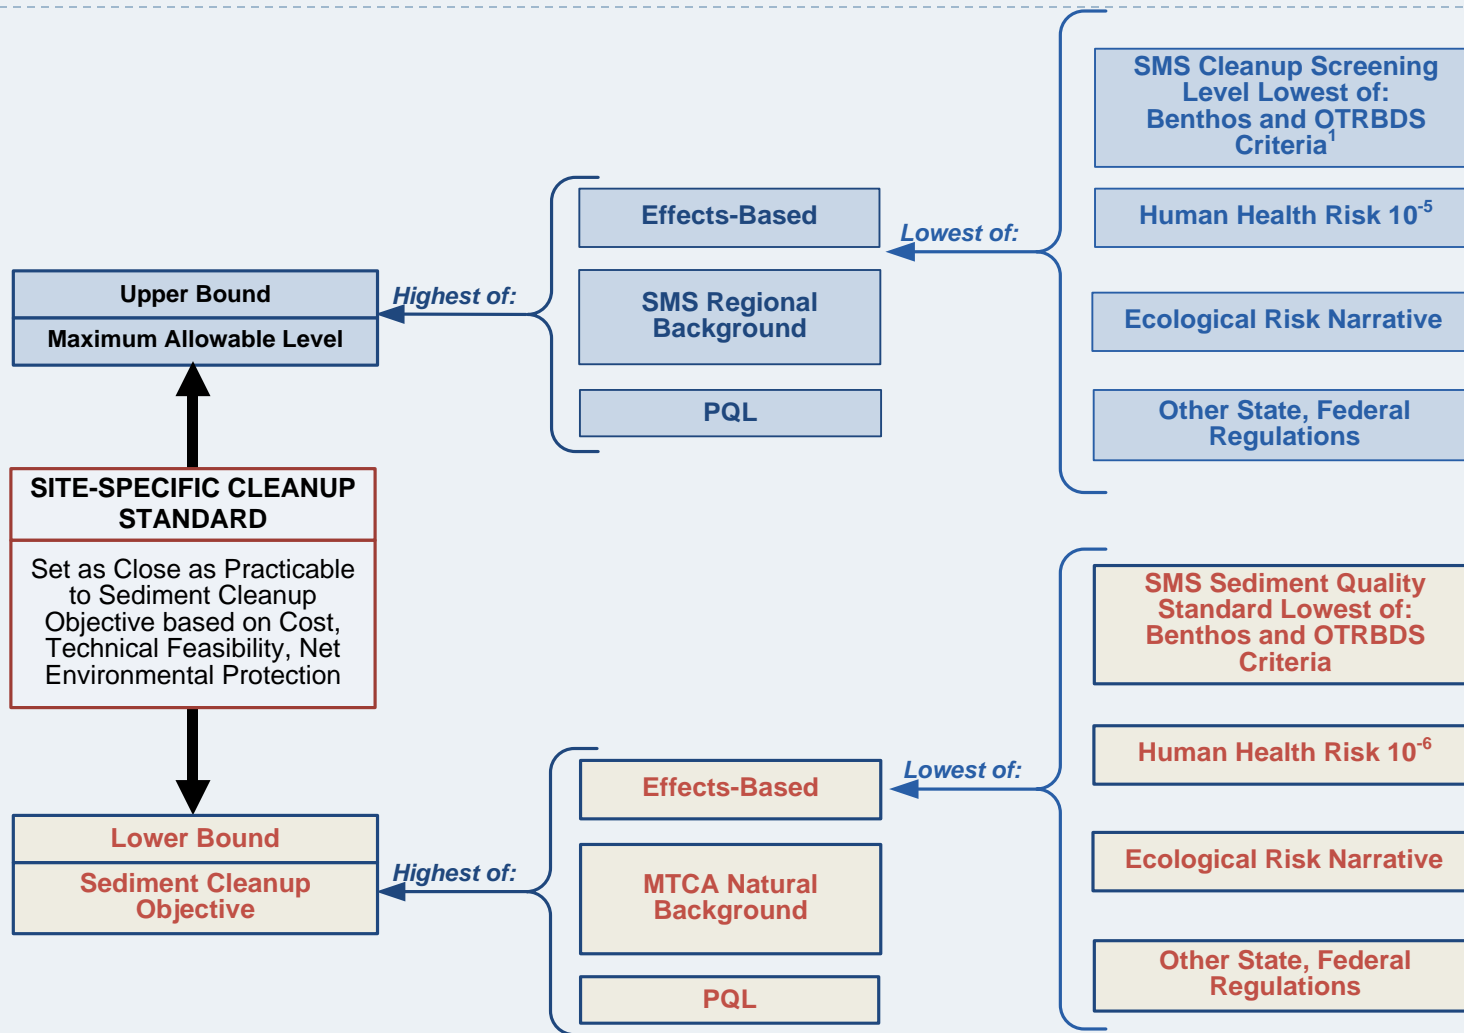 SMS Cleanup Screening
Level Lowest of:
Benthos and OTRBDS
Criteria¹
Effects-Based
Lowest of:
Human Health Risk 10⁻⁵
Upper Bound
Maximum Allowable Level
Highest of:
SMS Regional
Background
Ecological Risk Narrative
PQL
Other State, Federal
Regulations
SITE-SPECIFIC CLEANUP
STANDARD
Set as Close as Practicable
to Sediment Cleanup
Objective based on Cost,
Technical Feasibility, Net
Environmental Protection
SMS Sediment Quality
Standard Lowest of:
Benthos and OTRBDS
Criteria
Effects-Based
Lowest of:
Human Health Risk 10⁻⁶
Lower Bound
Sediment Cleanup
Objective
Highest of:
MTCA Natural
Background
Ecological Risk Narrative
PQL
Other State, Federal
Regulations